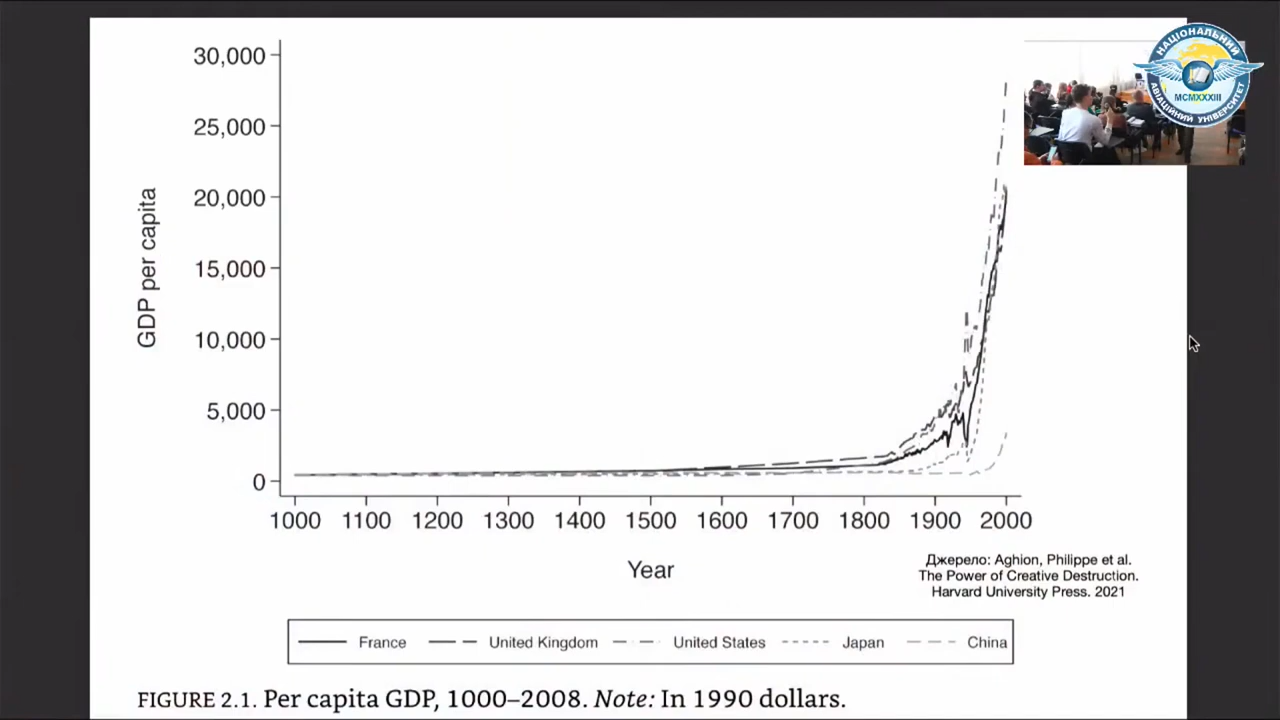 НАЦІОНАЛЬНИЙ
MCMXXXIII
АВІАЦІЙНИЙ УНІВЕРСИТЕТ
30,000
25,000
20,000
15,000
10,000
5,000
0
GDP per capita
1000 1100 1200 1300 1400 1500 1600 1700 1800 1900 2000
Year
Джерело: Aghion, Philippe et al.
The Power of Creative Destruction.
Harvard University Press. 2021
France United Kingdom United States Japan China
FIGURE 2.1. Per capita GDP, 1000–2008. Note: In 1990 dollars.